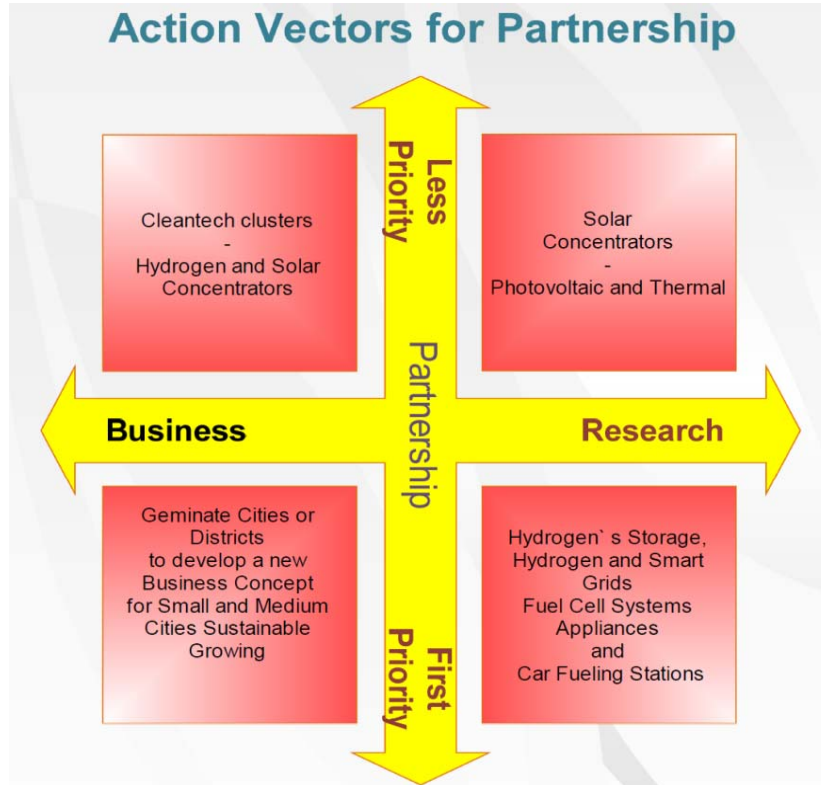 Action Vectors for Partnership
Less
Priority
Cleantech clusters
-
Hydrogen and Solar
Concentrators
Solar
Concentrators
-
Photovoltaic and Thermal
Partnership
Business
Research
Geminate Cities or
Districts
to develop a new
Business Concept
for Small and Medium
Cities Sustainable
Growing
Hydrogen` s Storage,
Hydrogen and Smart
Grids
Fuel Cell Systems
Appliances
and
Car Fueling Stations
First
Priority